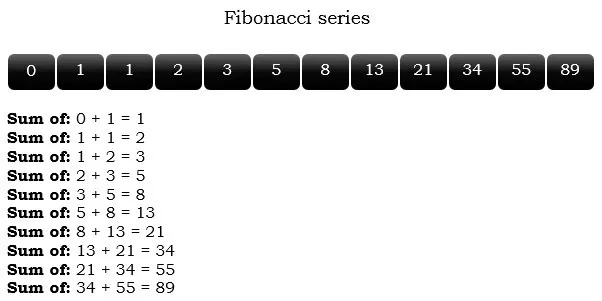 Fibonacci series
0 1 1 2 3 5 8 13 21 34 55 89
Sum of: 0 + 1 = 1
Sum of: 1 + 1 = 2
Sum of: 1 + 2 = 3
Sum of: 2 + 3 = 5
Sum of: 3 + 5 = 8
Sum of: 5 + 8 = 13
Sum of: 8 + 13 = 21
Sum of: 13 + 21 = 34
Sum of: 21 + 34 = 55
Sum of: 34 + 55 = 89